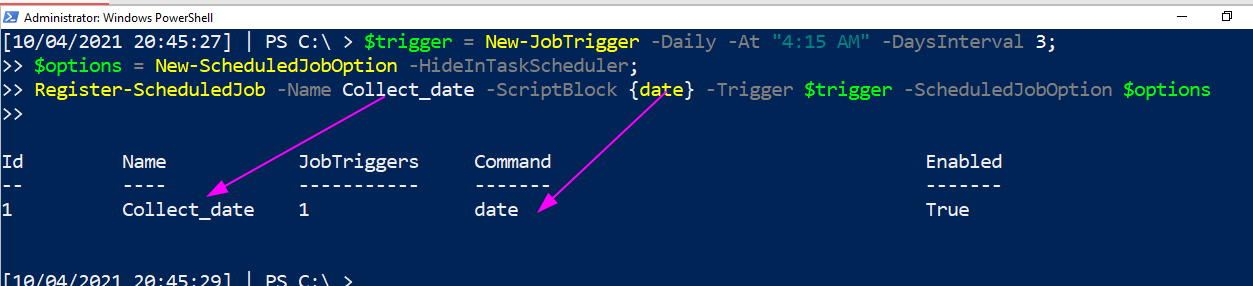 Administrator: Windows PowerShell
[10/04/2021 20:45:27] | PS C:\ > $trigger = New-JobTrigger -Daily -At "4:15 AM" -DaysInterval 3;
>> $options = New-ScheduledJobOption -HideInTaskScheduler;
>> Register-ScheduledJob -Name Collect_date -ScriptBlock {date} -Trigger $trigger -ScheduledJobOption $options
>>
Id Name JobTriggers Command Enabled
-- ---- ----------- ------- -------
1 Collect_date 1 date True
[10/04/2021 20:45:29] | PS C:\ >